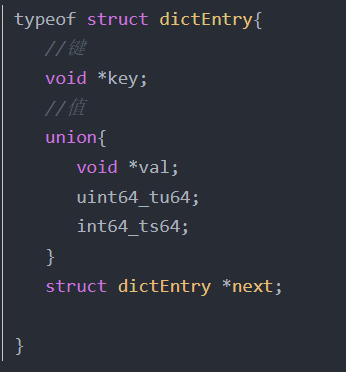 typeof struct dictEntry{
//键
void *key;
//值
union{
void *val;
uint64_tu64;
int64_ts64;
}
struct dictEntry *next;
}